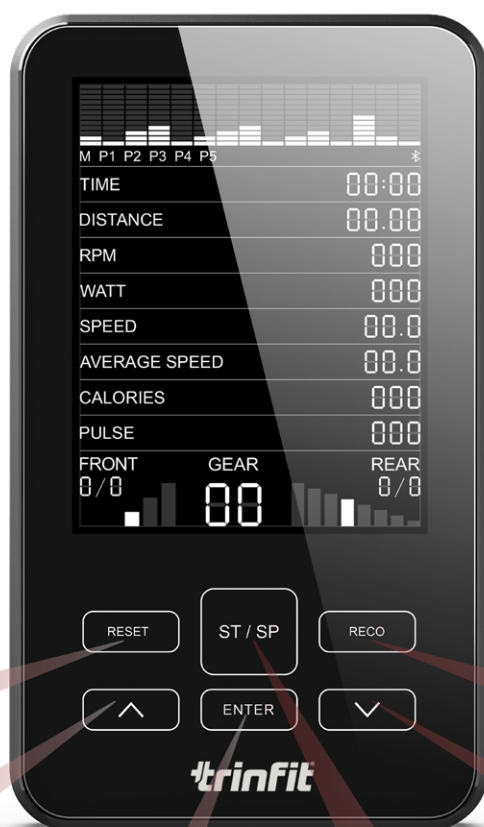 M P1 P2 P3 P4 P5
TIME 00:00
DISTANCE 00.00
RPM 000
WATT 000
SPEED 00.0
AVERAGE SPEED 00.0
CALORIES 000
PULSE 000
FRONT GEAR REAR
0/0 00 0/0
RESET ST / SP RECO
ENTER
trinfit